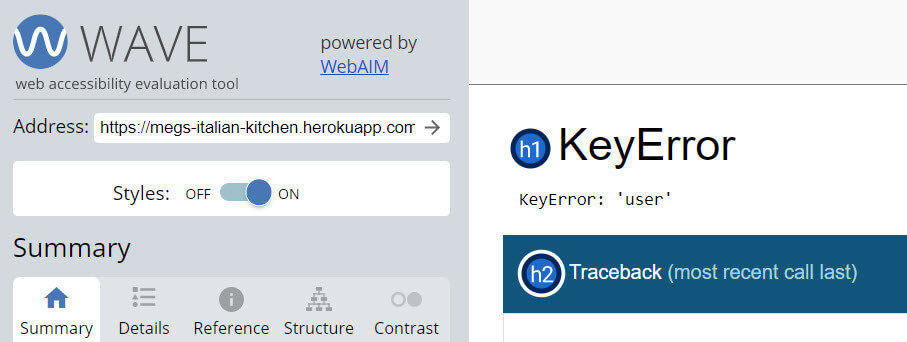 WAVE
powered by
WebAIM
web accessibility evaluation tool
Address: https://megs-italian-kitchen.herokuapp.com
Styles: OFF ON
Summary
Summary Details Reference Structure Contrast
h1 KeyError
KeyError: 'user'
h2 Traceback (most recent call last)